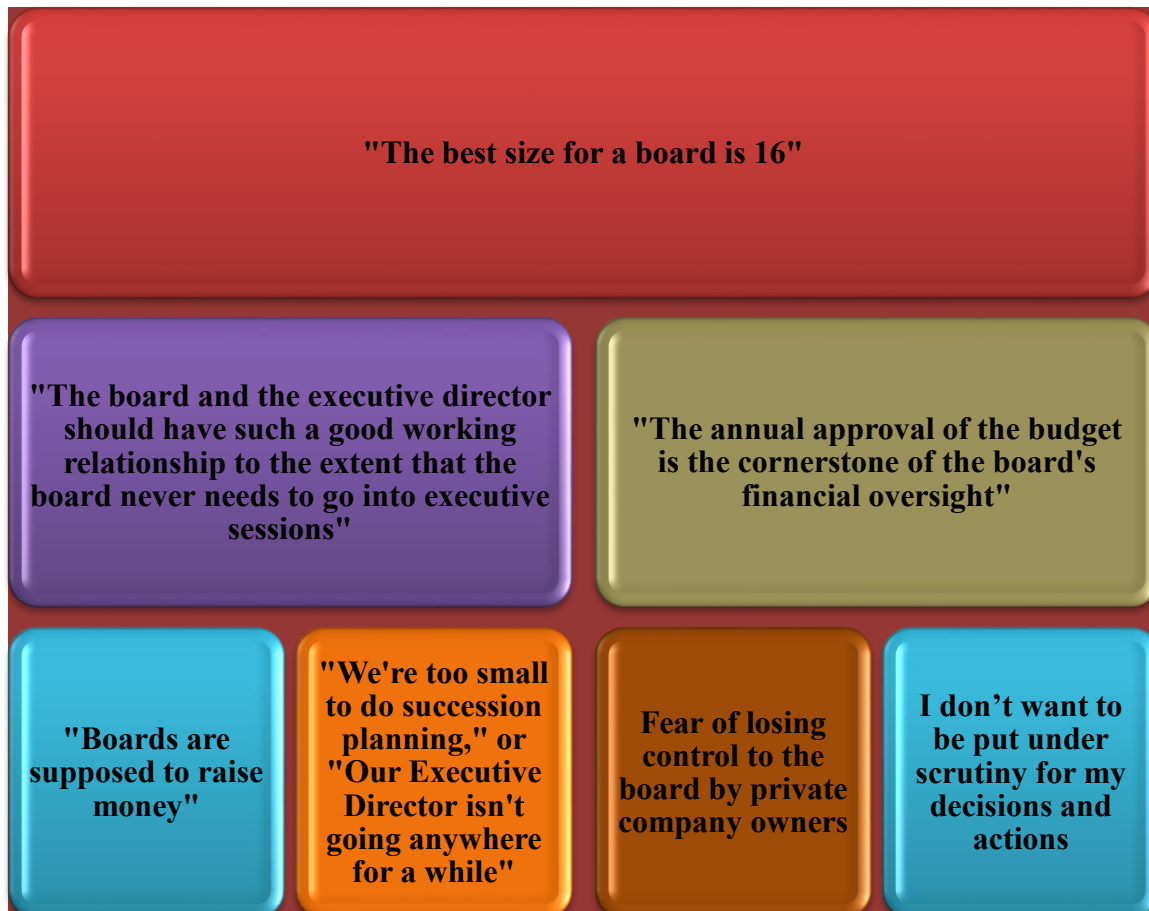 "The best size for a board is 16"
"The board and the executive director
should have such a good working
relationship to the extent that the
board never needs to go into executive
sessions"
"The annual approval of the budget
is the cornerstone of the board's
financial oversight"
"Boards are
supposed to raise
money"
"We're too small
to do succession
planning," or
"Our Executive
Director isn't
going anywhere
for a while"
Fear of losing
control to the
board by private
company owners
I don’t want to
be put under
scrutiny for my
decisions and
actions